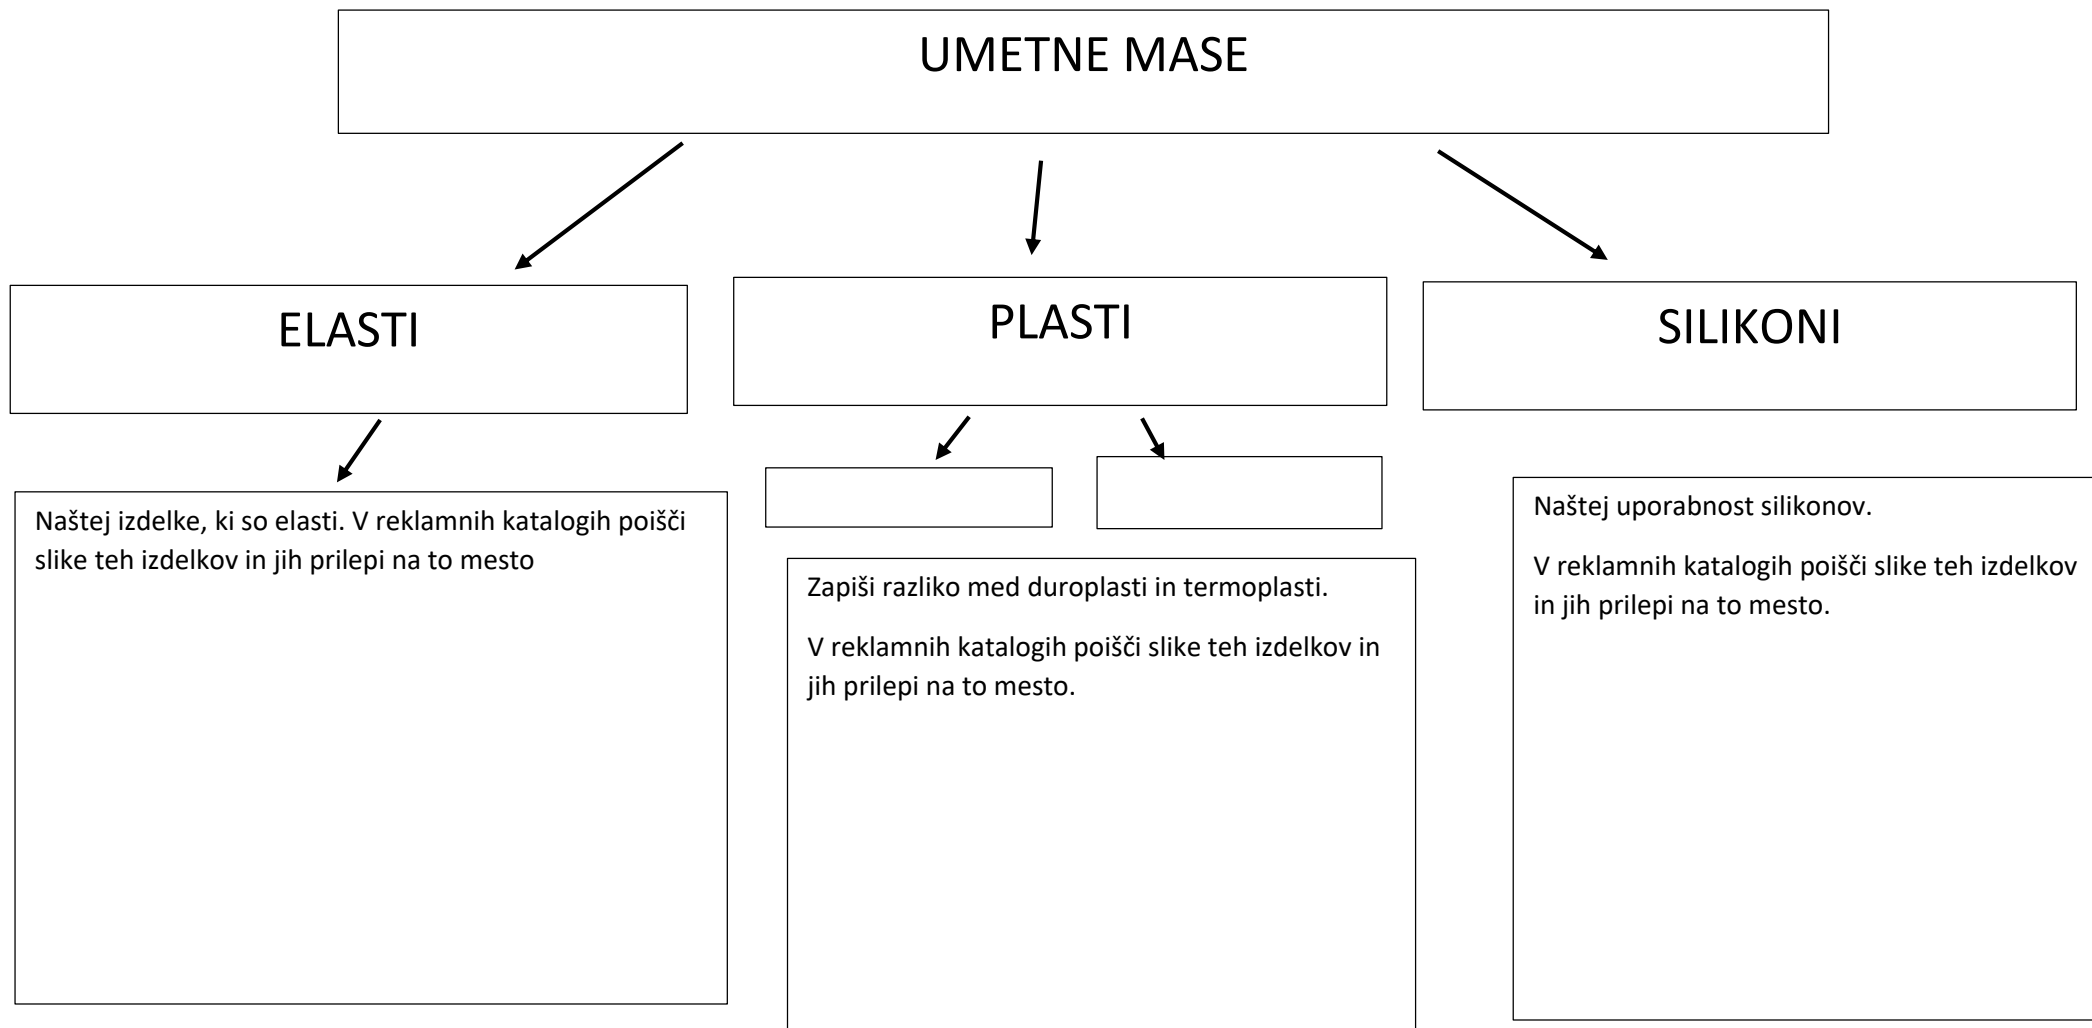 UMETNE MASE
ELASTI
PLASTI
SILIKONI
Naštej izdelke, ki so elasti. V reklamnih katalogih poišči
slike teh izdelkov in jih prilepi na to mesto
Zapiši razliko med duroplasti in termoplasti.
V reklamnih katalogih poišči slike teh izdelkov in
jih prilepi na to mesto.
Naštej uporabnost silikonov.
V reklamnih katalogih poišči slike teh izdelkov
in jih prilepi na to mesto.